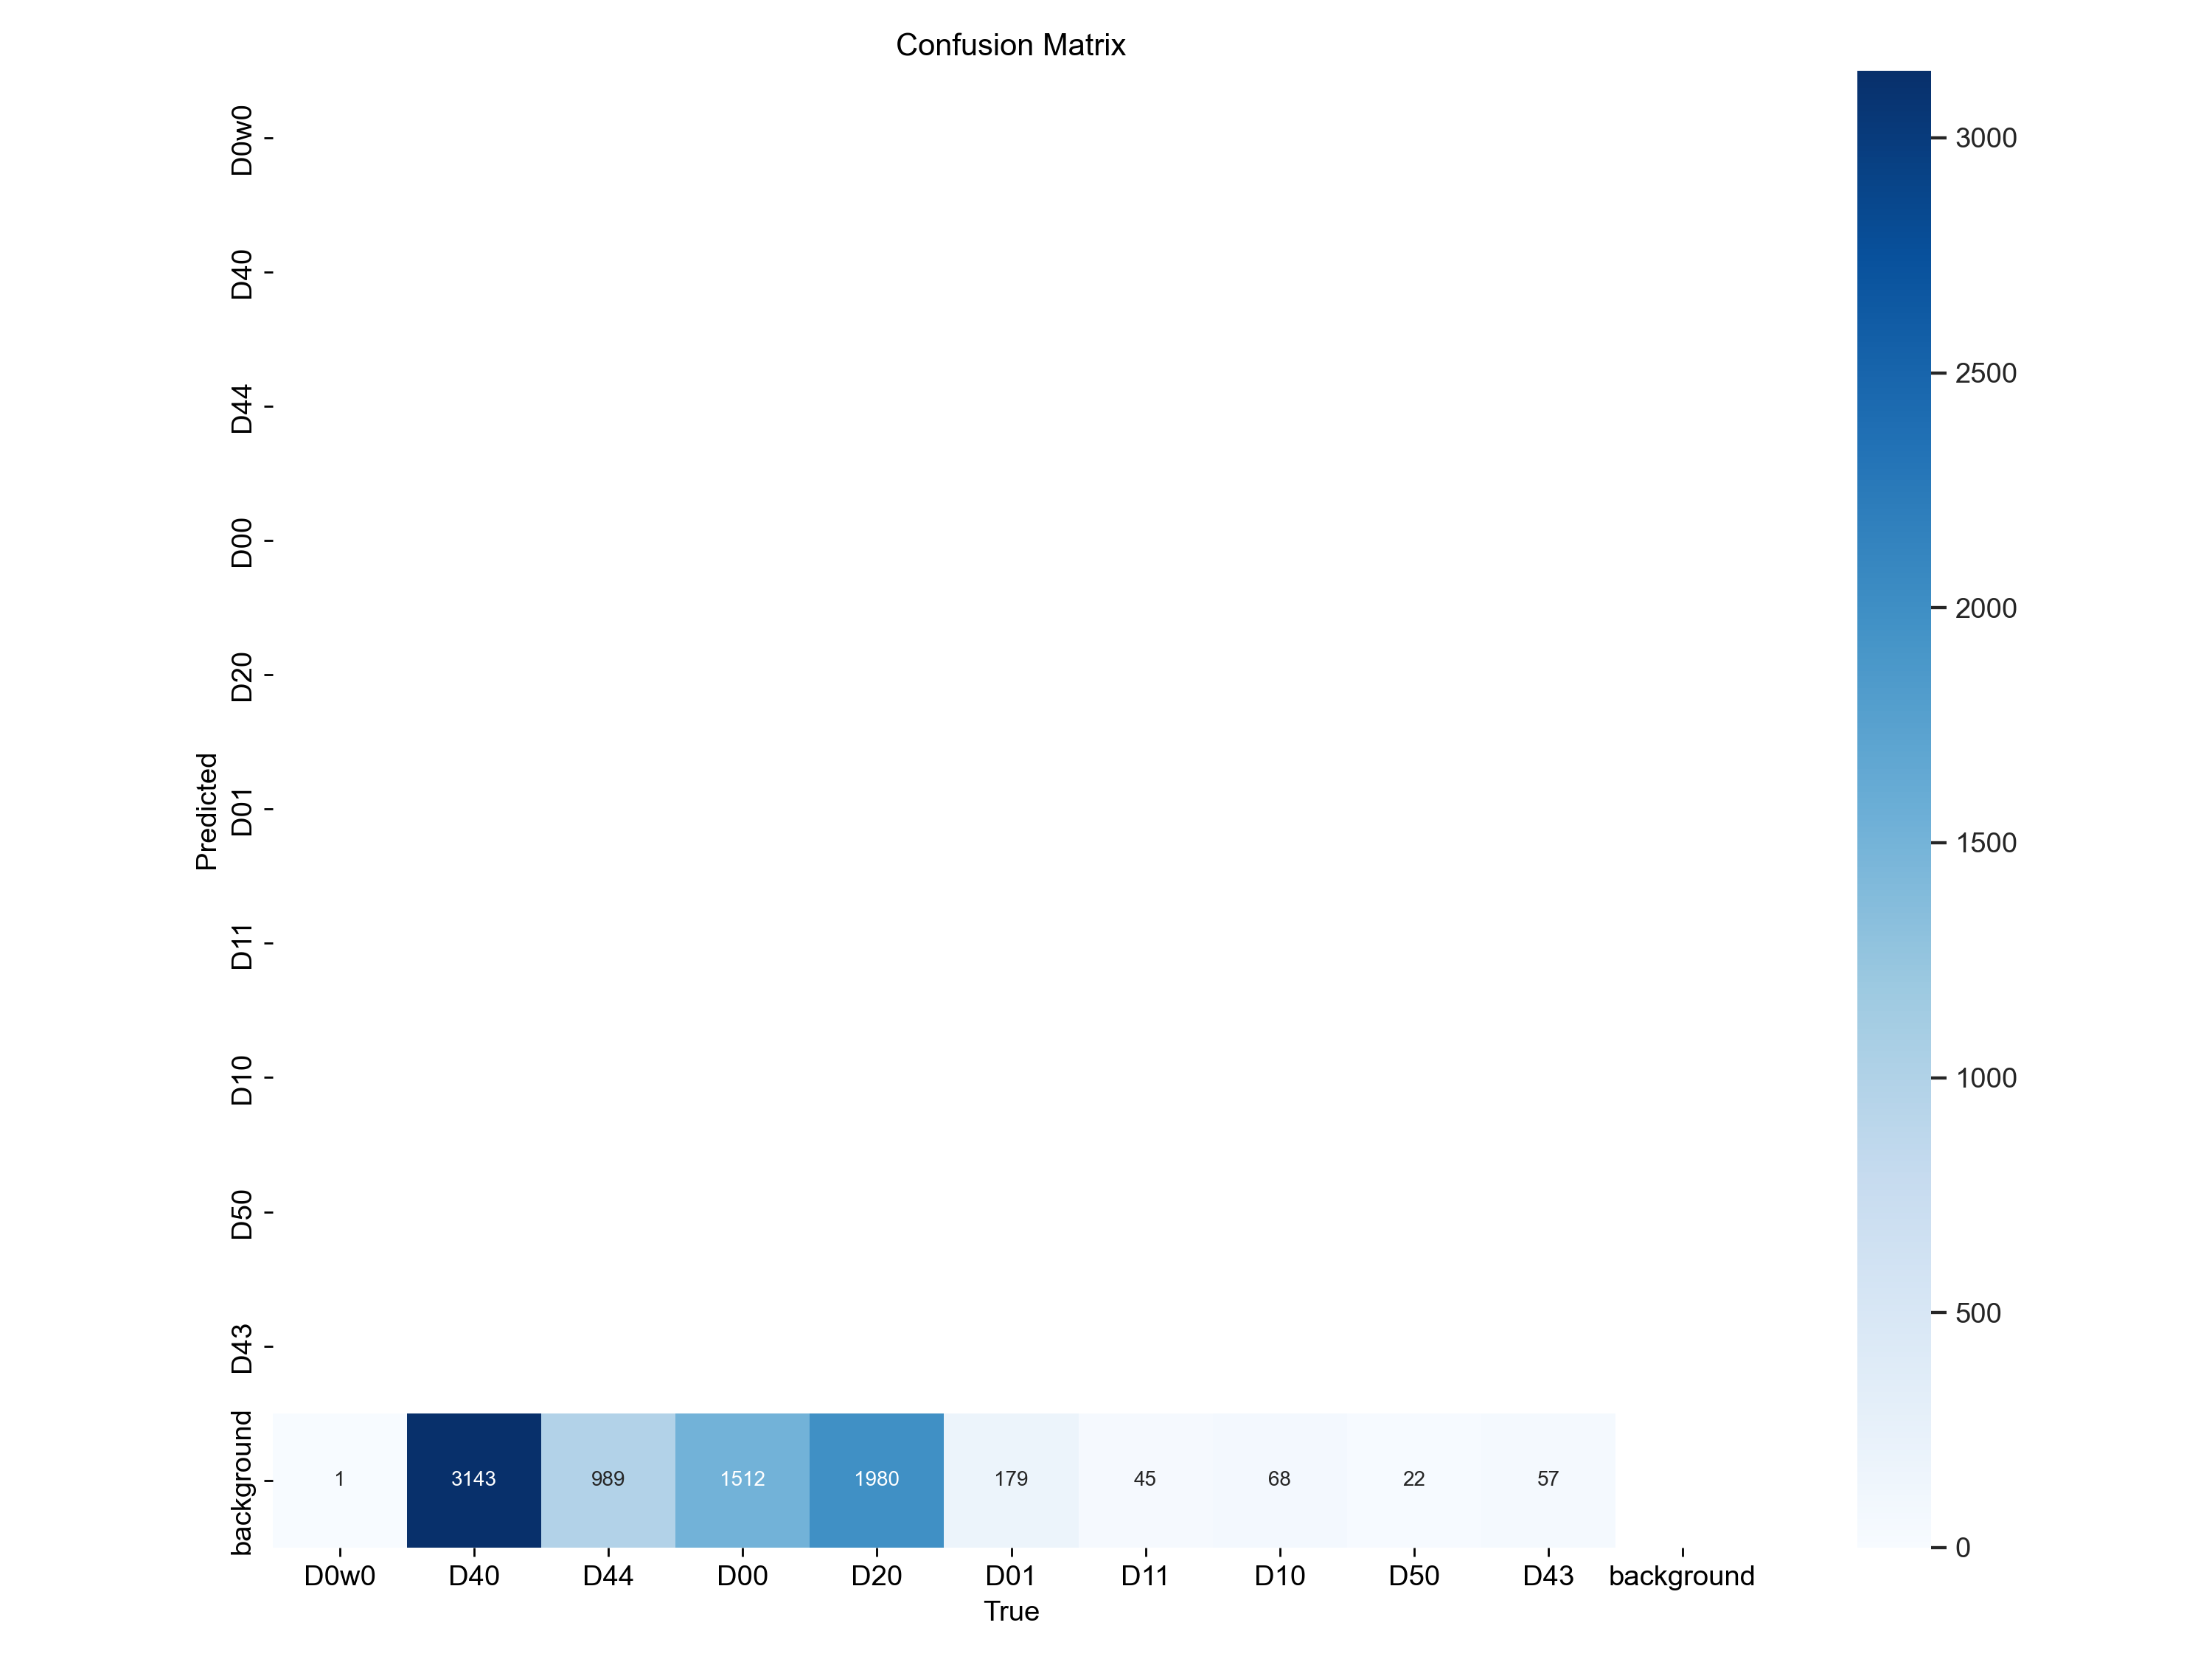 Confusion Matrix
D0w0
D40
D44
D00
D20
D01
D11
D10
D50
D43
background
Predicted
1 3143 989 1512 1980 179 45 68 22 57
D0w0 D40 D44 D00 D20 D01 D11 D10 D50 D43 background
True
3000
2500
2000
1500
1000
500
0